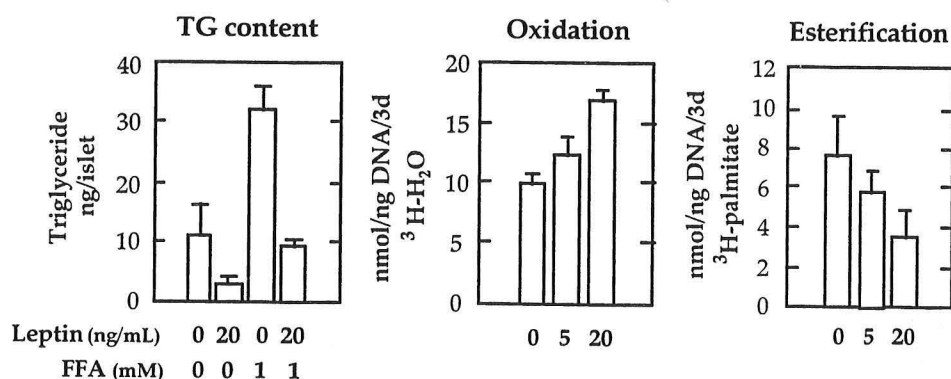 TG content
Triglyceride
ng/islet
40
30
20
10
0
Leptin (ng/mL) 0 20 0 20
FFA (mM) 0 0 1 1
Oxidation
nmol/ng DNA/3d
³H-H₂O
20
15
10
5
0
0 5 20
Esterification
nmol/ng DNA/3d
³H-palmitate
12
10
8
6
4
2
0
0 5 20